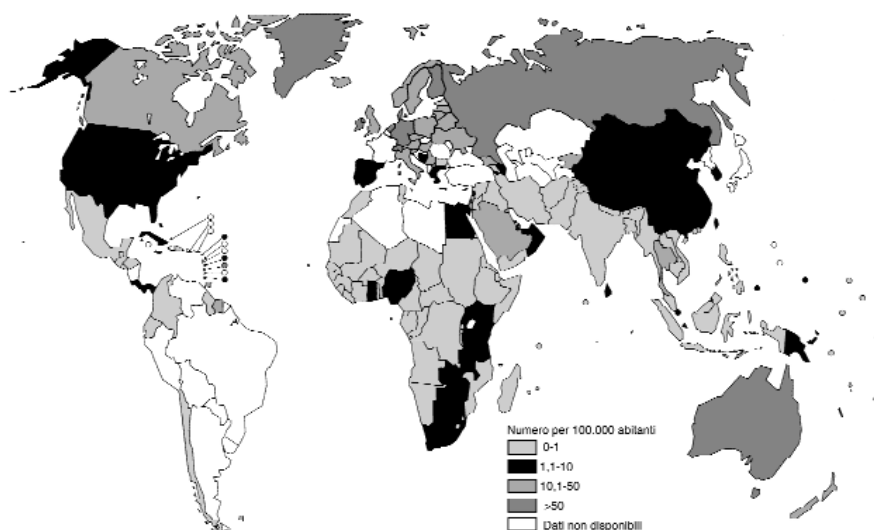 Numero per 100.000 abitanti
0-1
1,1-10
10,1-50
>50
Dati non disponibili